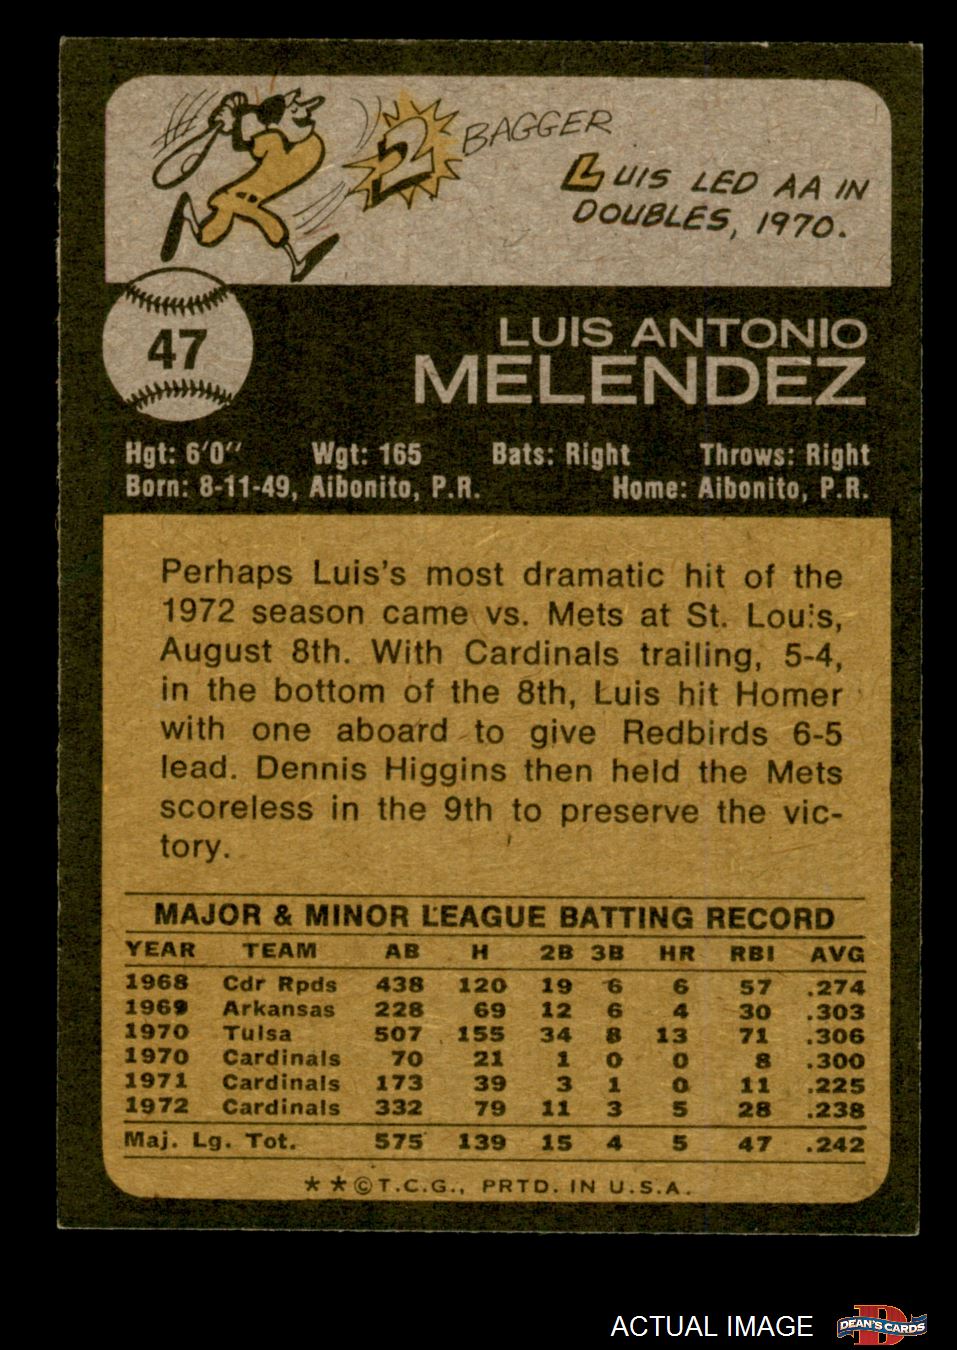 2 BAGGER
LUIS LED AA IN
DOUBLES, 1970.
47
LUIS ANTONIO
MELENDEZ
Hgt: 6'0" Wgt: 165 Bats: Right Throws: Right
Born: 8-11-49, Aibonito, P.R. Home: Aibonito, P.R.
Perhaps Luis's most dramatic hit of the
1972 season came vs. Mets at St. Louis,
August 8th. With Cardinals trailing, 5-4,
in the bottom of the 8th, Luis hit Homer
with one aboard to give Redbirds 6-5
lead. Dennis Higgins then held the Mets
scoreless in the 9th to preserve the vic-
tory.
MAJOR & MINOR LEAGUE BATTING RECORD
YEAR TEAM AB H 2B 3B HR RBI AVG
1968 Cdr Rpds 438 120 19 6 6 57 .274
1969 Arkansas 228 69 12 6 4 30 .303
1970 Tulsa 507 155 34 8 13 71 .306
1970 Cardinals 70 21 1 0 0 8 .300
1971 Cardinals 173 39 3 1 0 11 .225
1972 Cardinals 332 79 11 3 5 28 .238
Maj. Lg. Tot. 575 139 15 4 5 47 .242
* * © T.C.G., PRTD. IN U.S.A.
ACTUAL IMAGE
D
DEAN'S CARDS